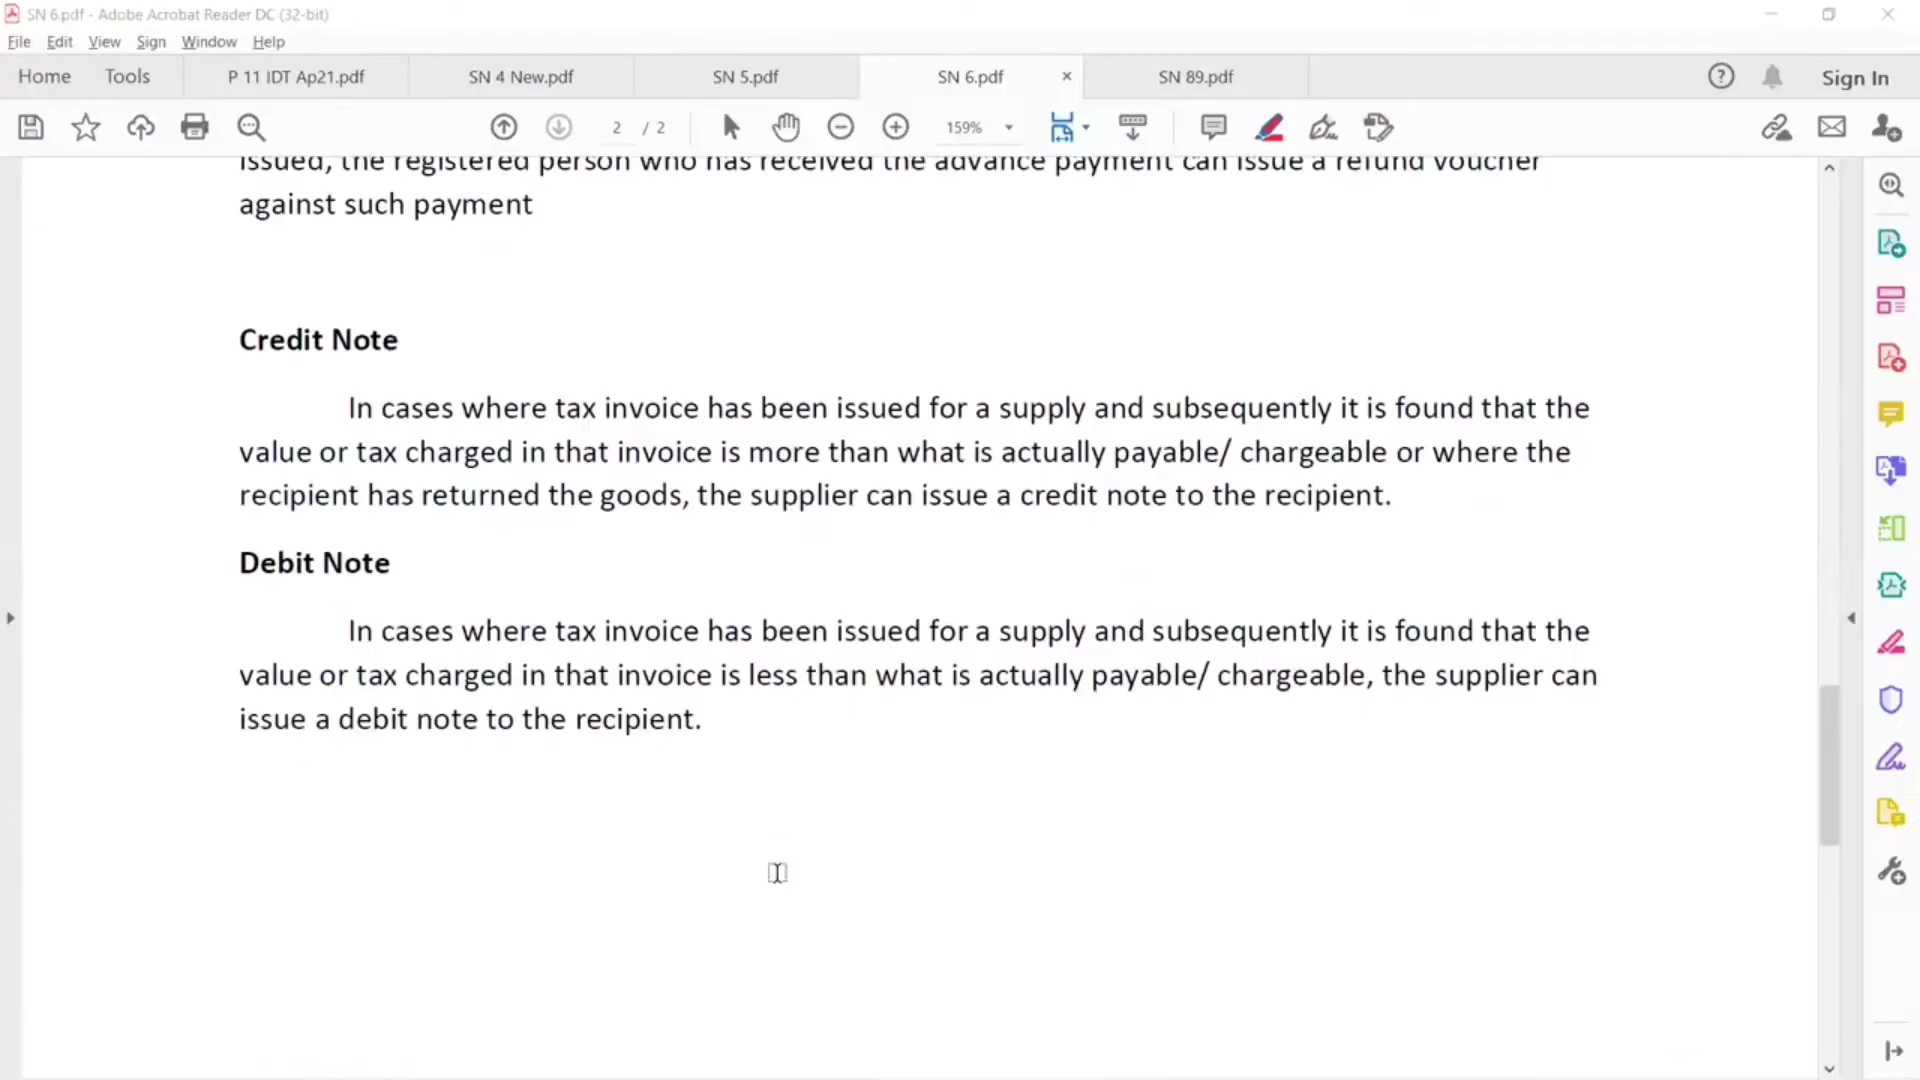 SN 6.pdf - Adobe Acrobat Reader DC (32-bit)
File Edit View Sign Window Help
Home Tools P 11 IDT Ap21.pdf SN 4 New.pdf SN 5.pdf SN 6.pdf × SN 89.pdf Sign In
2 / 2 159%
issued, the registered person who has received the advance payment can issue a refund voucher
against such payment
Credit Note
In cases where tax invoice has been issued for a supply and subsequently it is found that the
value or tax charged in that invoice is more than what is actually payable/ chargeable or where the
recipient has returned the goods, the supplier can issue a credit note to the recipient.
Debit Note
In cases where tax invoice has been issued for a supply and subsequently it is found that the
value or tax charged in that invoice is less than what is actually payable/ chargeable, the supplier can
issue a debit note to the recipient.